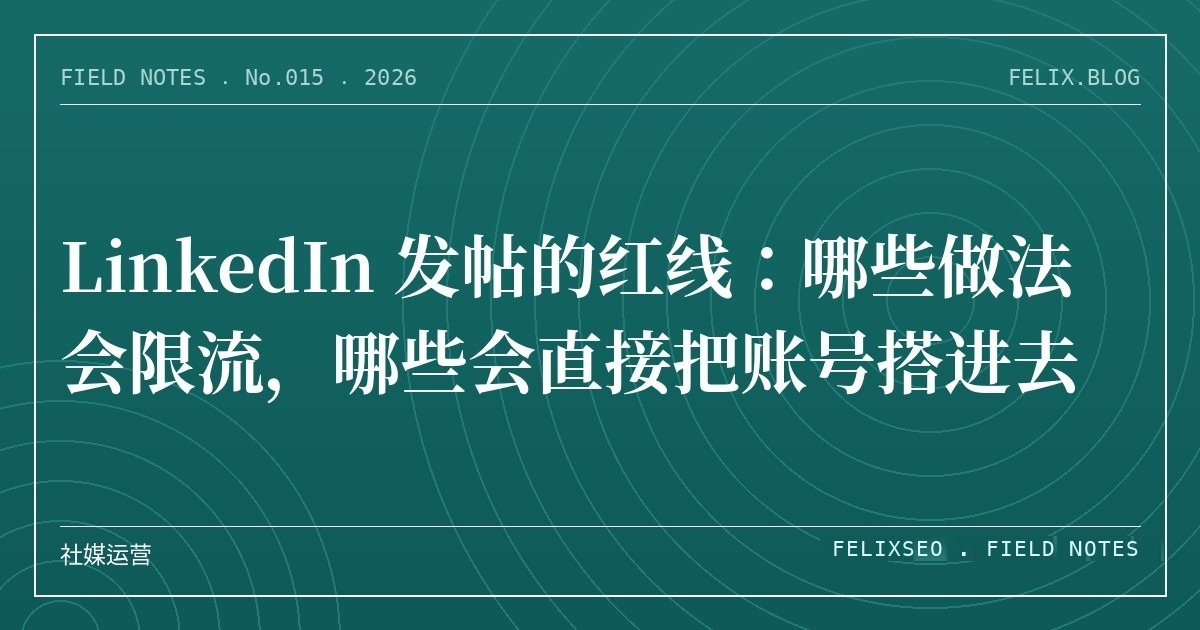 FIELD NOTES · No.015 · 2026
FELIX.BLOG
LinkedIn 发帖的红线：哪些做法
会限流，哪些会直接把账号搭进去
社媒运营
FELIXSEO . FIELD NOTES